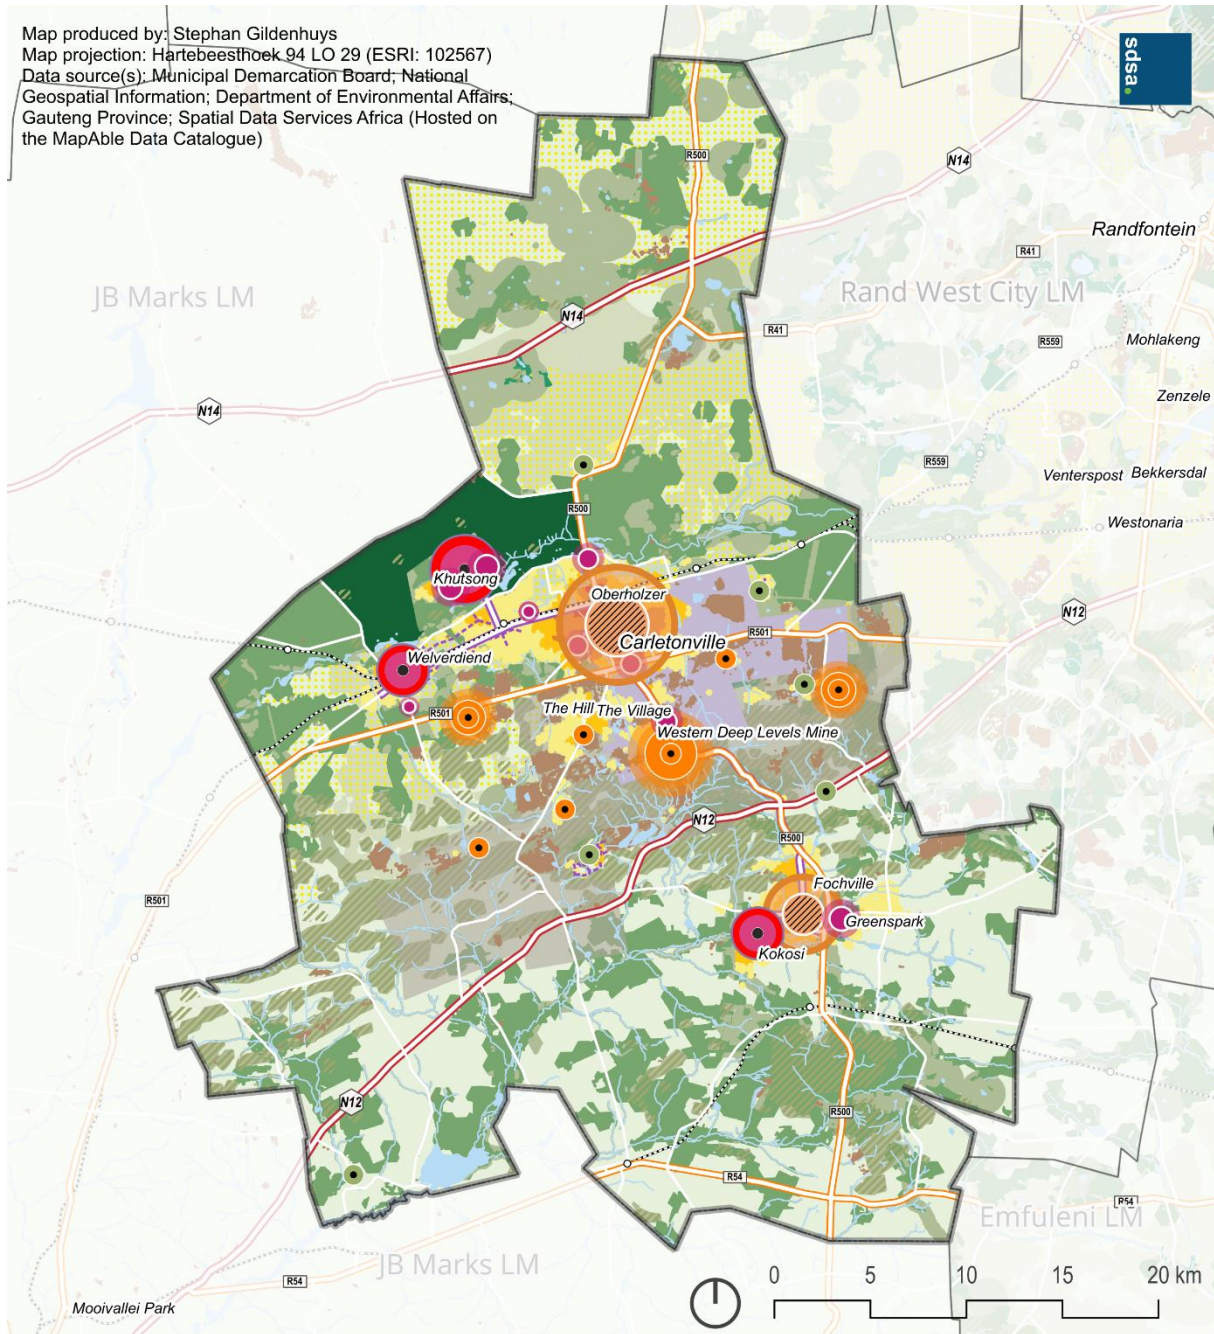 Map produced by: Stephan Gildenhuys
Map projection: Hartebeesthoek 94 LO 29 (ESRI: 102567)
Data source(s): Municipal Demarcation Board; National
Geospatial Information; Department of Environmental Affairs;
Gauteng Province; Spatial Data Services Africa (Hosted on
the MapAble Data Catalogue)
sdsa.
R500
N14
Randfontein
R41
JB Marks LM
Rand West City LM
N14
R41
R559
Mohlakeng
Zenzele
N14
R559
Venterspost
Bekkersdal
R500
Westonaria
Khutsong
Oberholzer
N12
Carletonville
R501
Welverdiend
The Hill
The Village
R501
Western Deep Levels Mine
N12
R500
Fochville
R501
Greenspark
Kokosi
N12
R500
R54
R54
Emfuleni LM
JB Marks LM
R54
0 5 10 15 20 km
Mooivallei Park